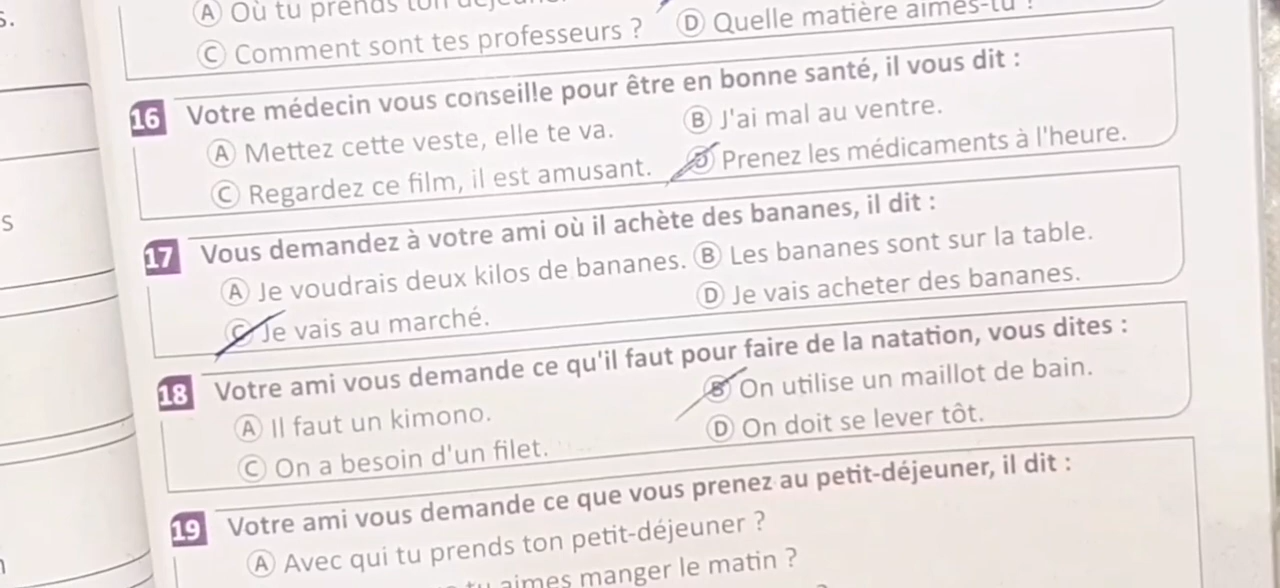 s.
A Où tu prends ton
C Comment sont tes professeurs ? D Quelle matière aimes-tu ?
16 Votre médecin vous conseille pour être en bonne santé, il vous dit :
A Mettez cette veste, elle te va. B J'ai mal au ventre.
C Regardez ce film, il est amusant. D Prenez les médicaments à l'heure.
s
17 Vous demandez à votre ami où il achète des bananes, il dit :
A Je voudrais deux kilos de bananes. B Les bananes sont sur la table.
C Je vais au marché. D Je vais acheter des bananes.
18 Votre ami vous demande ce qu'il faut pour faire de la natation, vous dites :
A Il faut un kimono. B On utilise un maillot de bain.
C On a besoin d'un filet. D On doit se lever tôt.
19 Votre ami vous demande ce que vous prenez au petit-déjeuner, il dit :
A Avec qui tu prends ton petit-déjeuner ?
tu aimes manger le matin ?